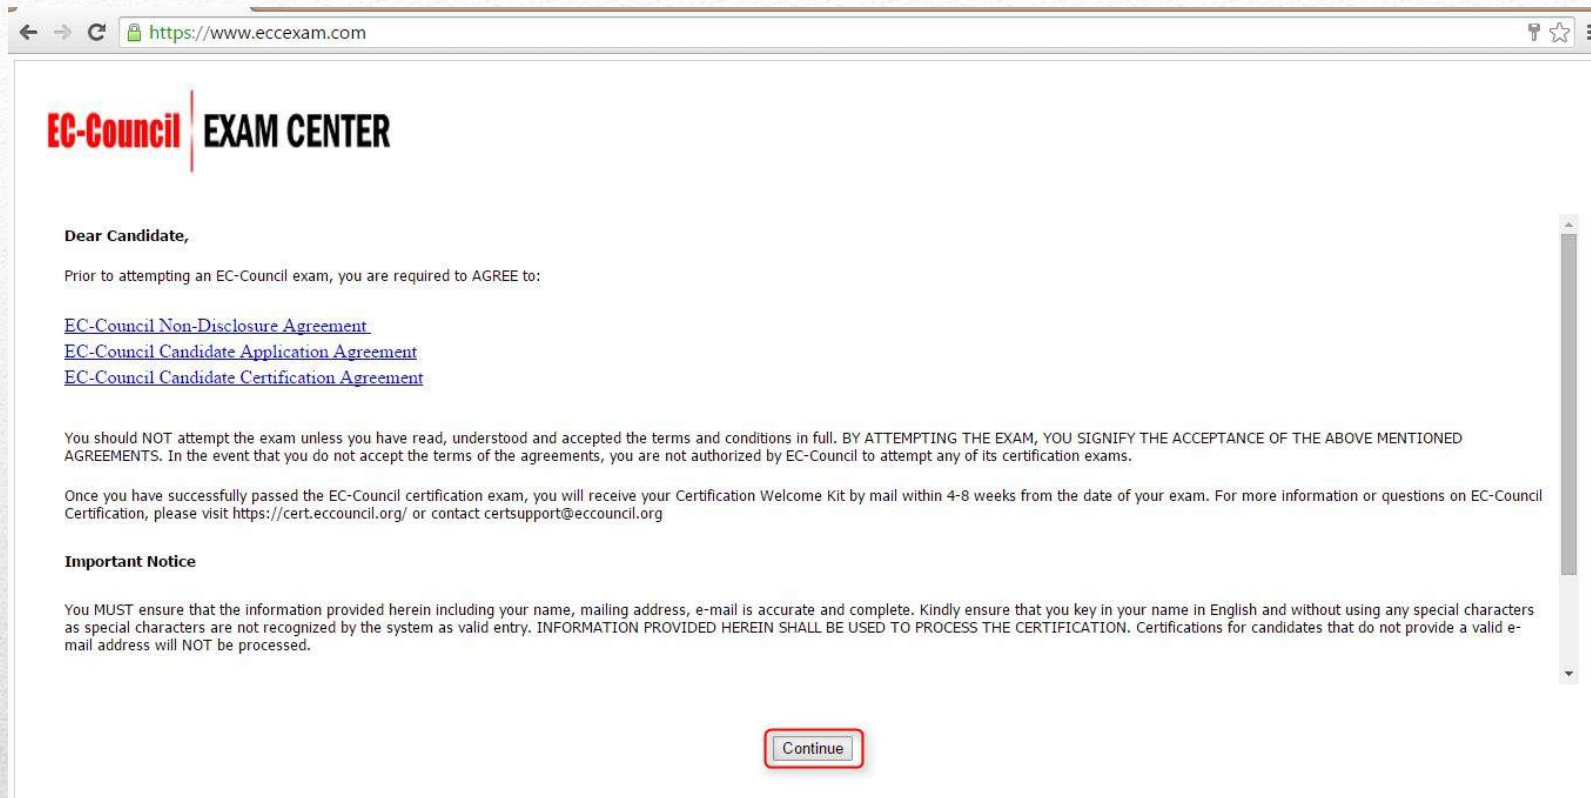 https://www.eccexam.com
EC-Council EXAM CENTER
Dear Candidate,
Prior to attempting an EC-Council exam, you are required to AGREE to:
EC-Council Non-Disclosure Agreement
EC-Council Candidate Application Agreement
EC-Council Candidate Certification Agreement
You should NOT attempt the exam unless you have read, understood and accepted the terms and conditions in full. BY ATTEMPTING THE EXAM, YOU SIGNIFY THE ACCEPTANCE OF THE ABOVE MENTIONED
AGREEMENTS. In the event that you do not accept the terms of the agreements, you are not authorized by EC-Council to attempt any of its certification exams.
Once you have successfully passed the EC-Council certification exam, you will receive your Certification Welcome Kit by mail within 4-8 weeks from the date of your exam. For more information or questions on EC-Council
Certification, please visit https://cert.eccouncil.org/ or contact certsupport@eccouncil.org
Important Notice
You MUST ensure that the information provided herein including your name, mailing address, e-mail is accurate and complete. Kindly ensure that you key in your name in English and without using any special characters
as special characters are not recognized by the system as valid entry. INFORMATION PROVIDED HEREIN SHALL BE USED TO PROCESS THE CERTIFICATION. Certifications for candidates that do not provide a valid e-
mail address will NOT be processed.
Continue